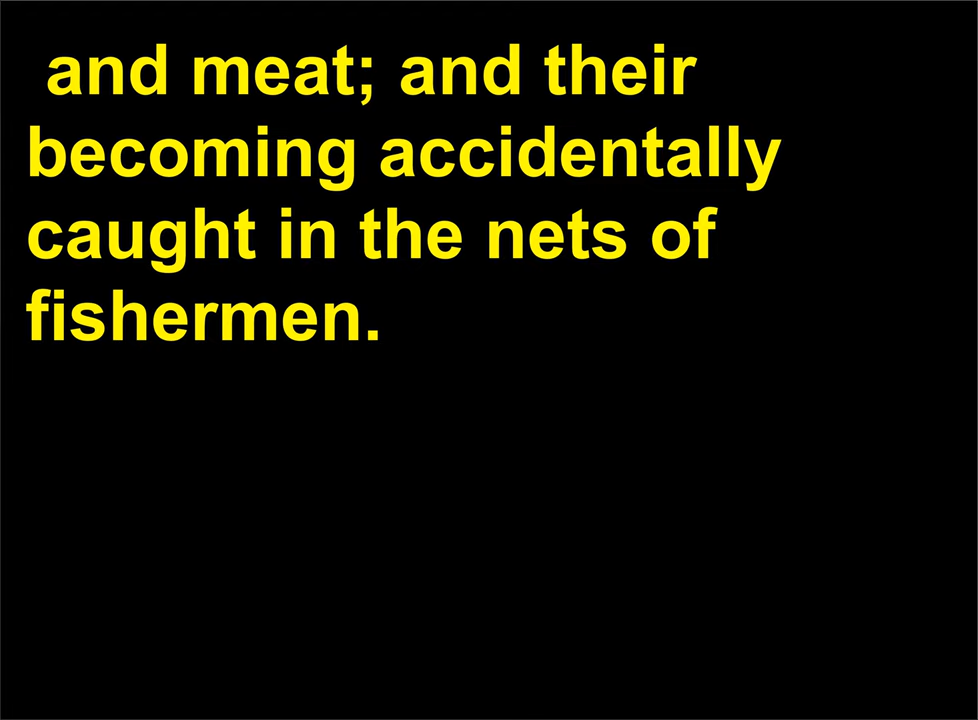 and meat; and their
becoming accidentally
caught in the nets of
fishermen.